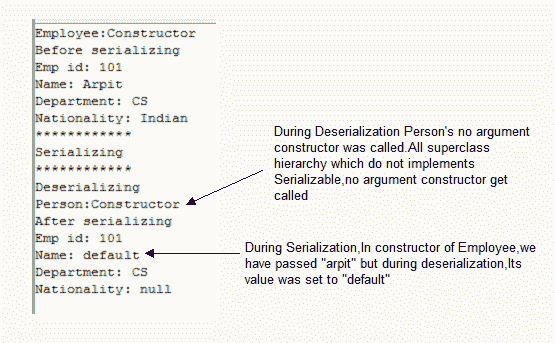 Employee:Constructor
Before serializing
Emp id: 101
Name: Arpit
Department: CS
Nationality: Indian
************
Serializing
************
Deserializing
Person:Constructor
After serializing
Emp id: 101
Name: default
Department: CS
Nationality: null
During Deserialization Person's no argument
constructor was called.All superclass
hierarchy which do not implements
Serializable,no argument constructor get
called
During Serialization,In constructor of Employee,we
have passed "arpit" but during deserialization,Its
value was set to "default"